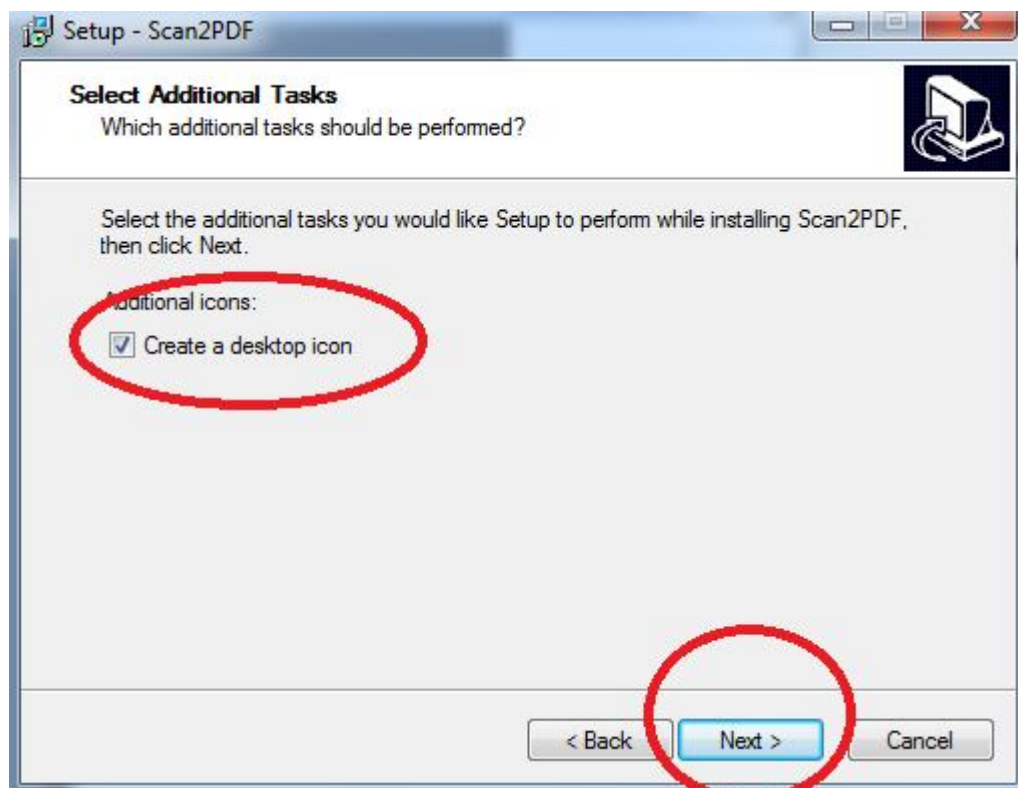 Setup - Scan2PDF
Select Additional Tasks
Which additional tasks should be performed?
Select the additional tasks you would like Setup to perform while installing Scan2PDF,
then click Next.
Additional icons:
Create a desktop icon
< Back
Next >
Cancel